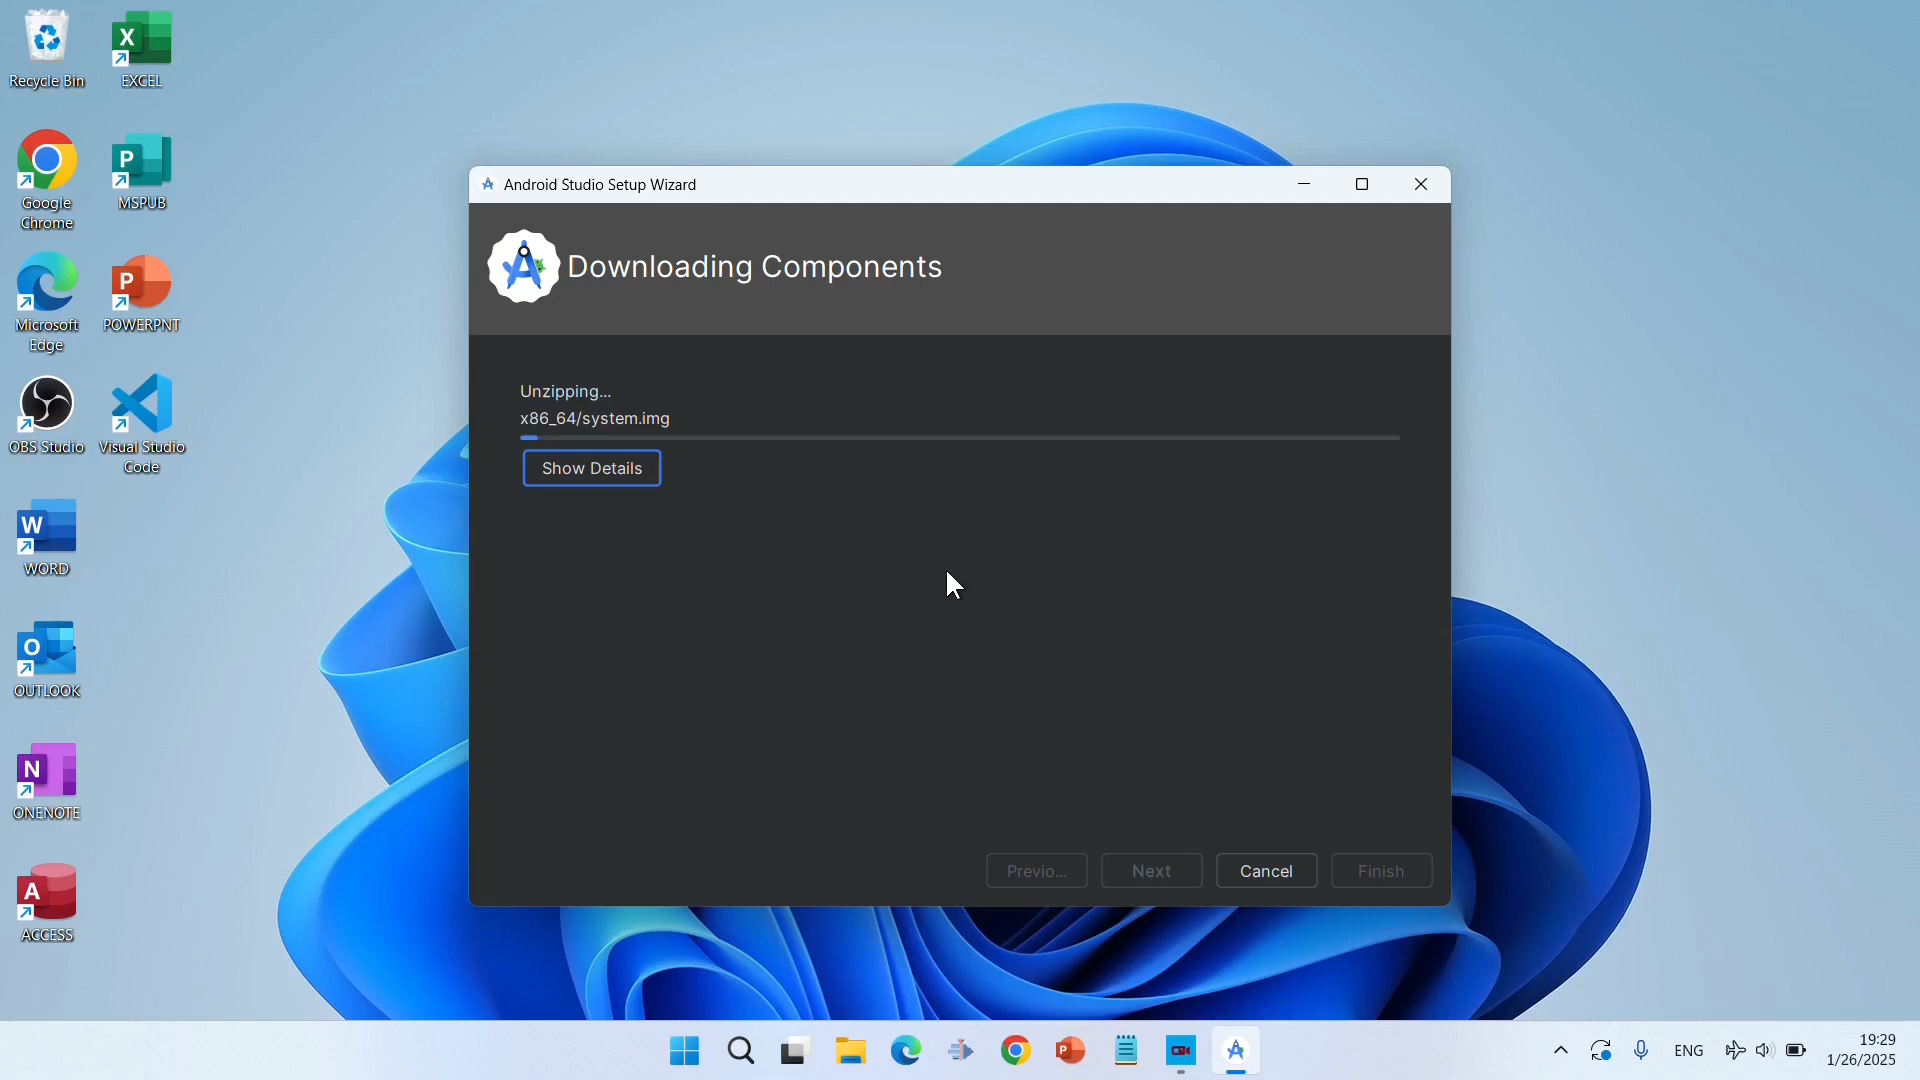 Recycle Bin
EXCEL
Google
Chrome
MSPUB
Microsoft
Edge
POWERPNT
OBS Studio
Visual Studio
Code
WORD
OUTLOOK
ONENOTE
ACCESS
Android Studio Setup Wizard
Downloading Components
Unzipping...
x86_64/system.img
Show Details
Previo...
Next
Cancel
Finish
ENG
19:29
1/26/2025